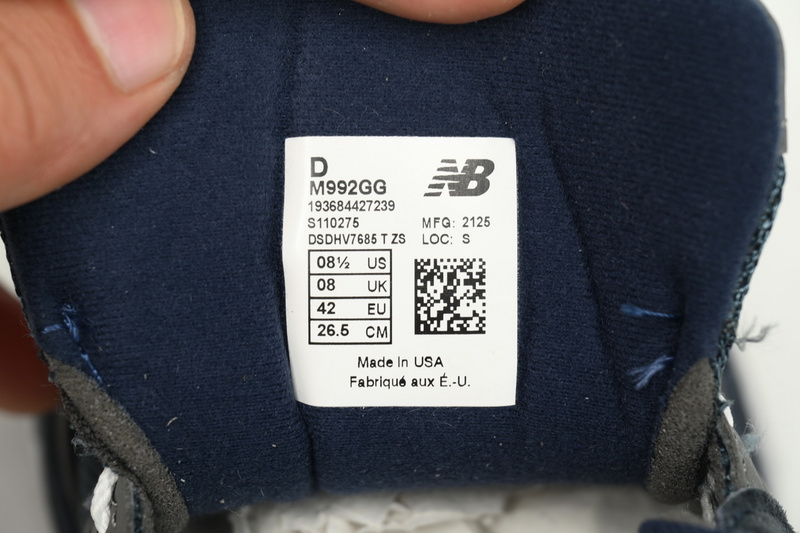 D
NB
M992GG
193684427239
S110275
MFG: 2125
DSDHV7685 T ZS
LOC: S
08½ US
08 UK
42 EU
26.5 CM
Made In USA
Fabriqué aux É.-U.